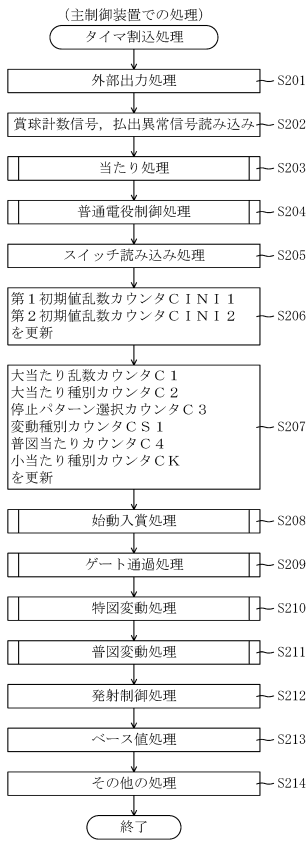 （主制御装置での処理）
タイマ割込処理
外部出力処理 S201
賞球計数信号，払出異常信号読み込み S202
当たり処理 S203
普通電役制御処理 S204
スイッチ読み込み処理 S205
第１初期値乱数カウンタＣＩＮＩ１
第２初期値乱数カウンタＣＩＮＩ２
を更新 S206
大当たり乱数カウンタＣ１
大当たり種別カウンタＣ２
停止パターン選択カウンタＣ３
変動種別カウンタＣＳ１
普図当たりカウンタＣ４
小当たり種別カウンタＣＫ
を更新 S207
始動入賞処理 S208
ゲート通過処理 S209
特図変動処理 S210
普図変動処理 S211
発射制御処理 S212
ベース値処理 S213
その他の処理 S214
終了